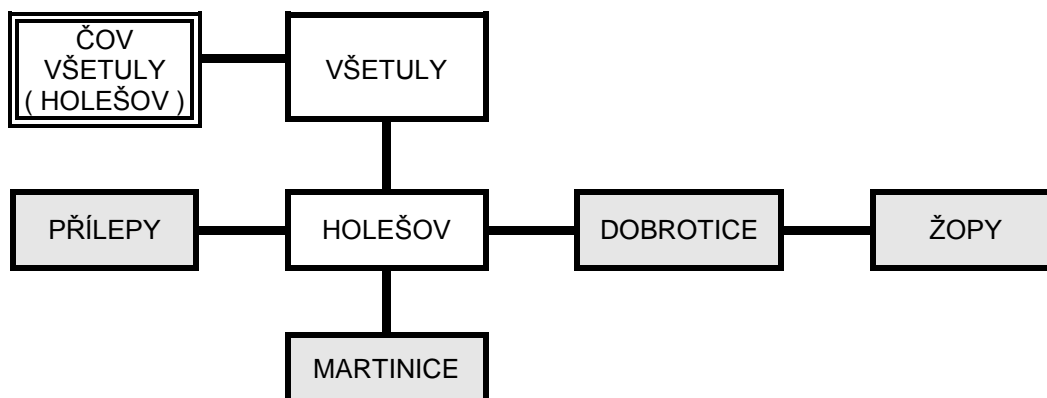 ČOV
VŠETULY
( HOLEŠOV )
VŠETULY
PŘÍLEPY
HOLEŠOV
DOBROTICE
ŽOPY
MARTINICE